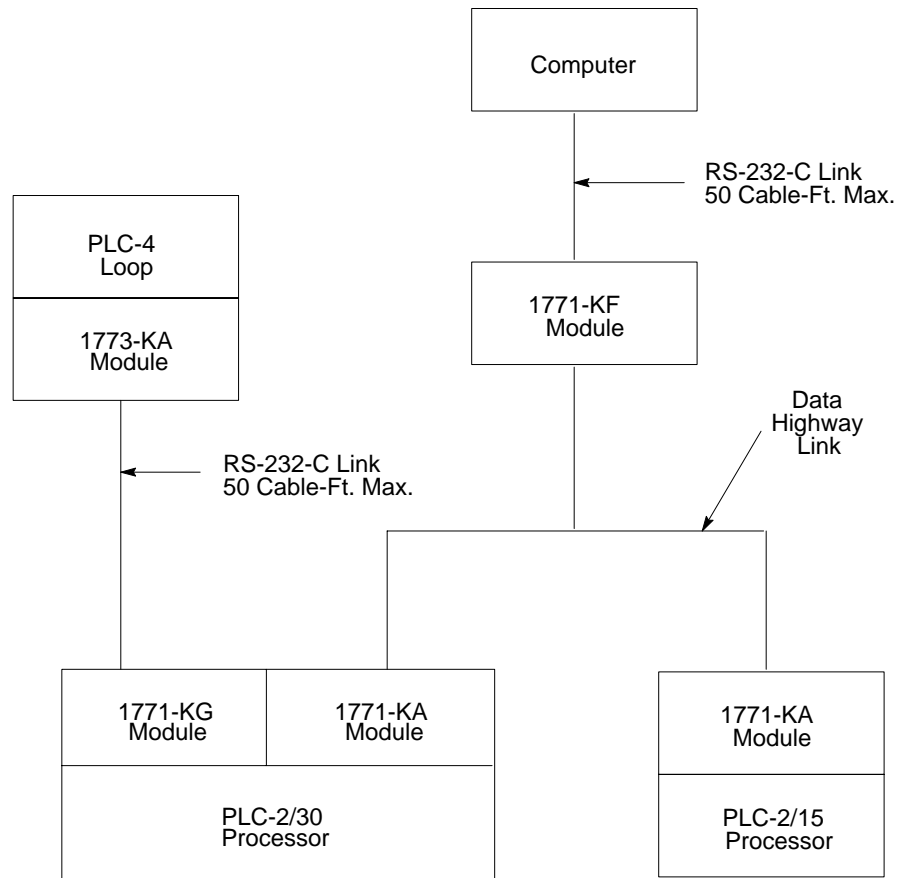 Computer
RS-232-C Link
50 Cable-Ft. Max.
PLC-4
Loop
1771-KF
Module
1773-KA
Module
Data
Highway
Link
RS-232-C Link
50 Cable-Ft. Max.
1771-KG
Module
1771-KA
Module
1771-KA
Module
PLC-2/30
Processor
PLC-2/15
Processor